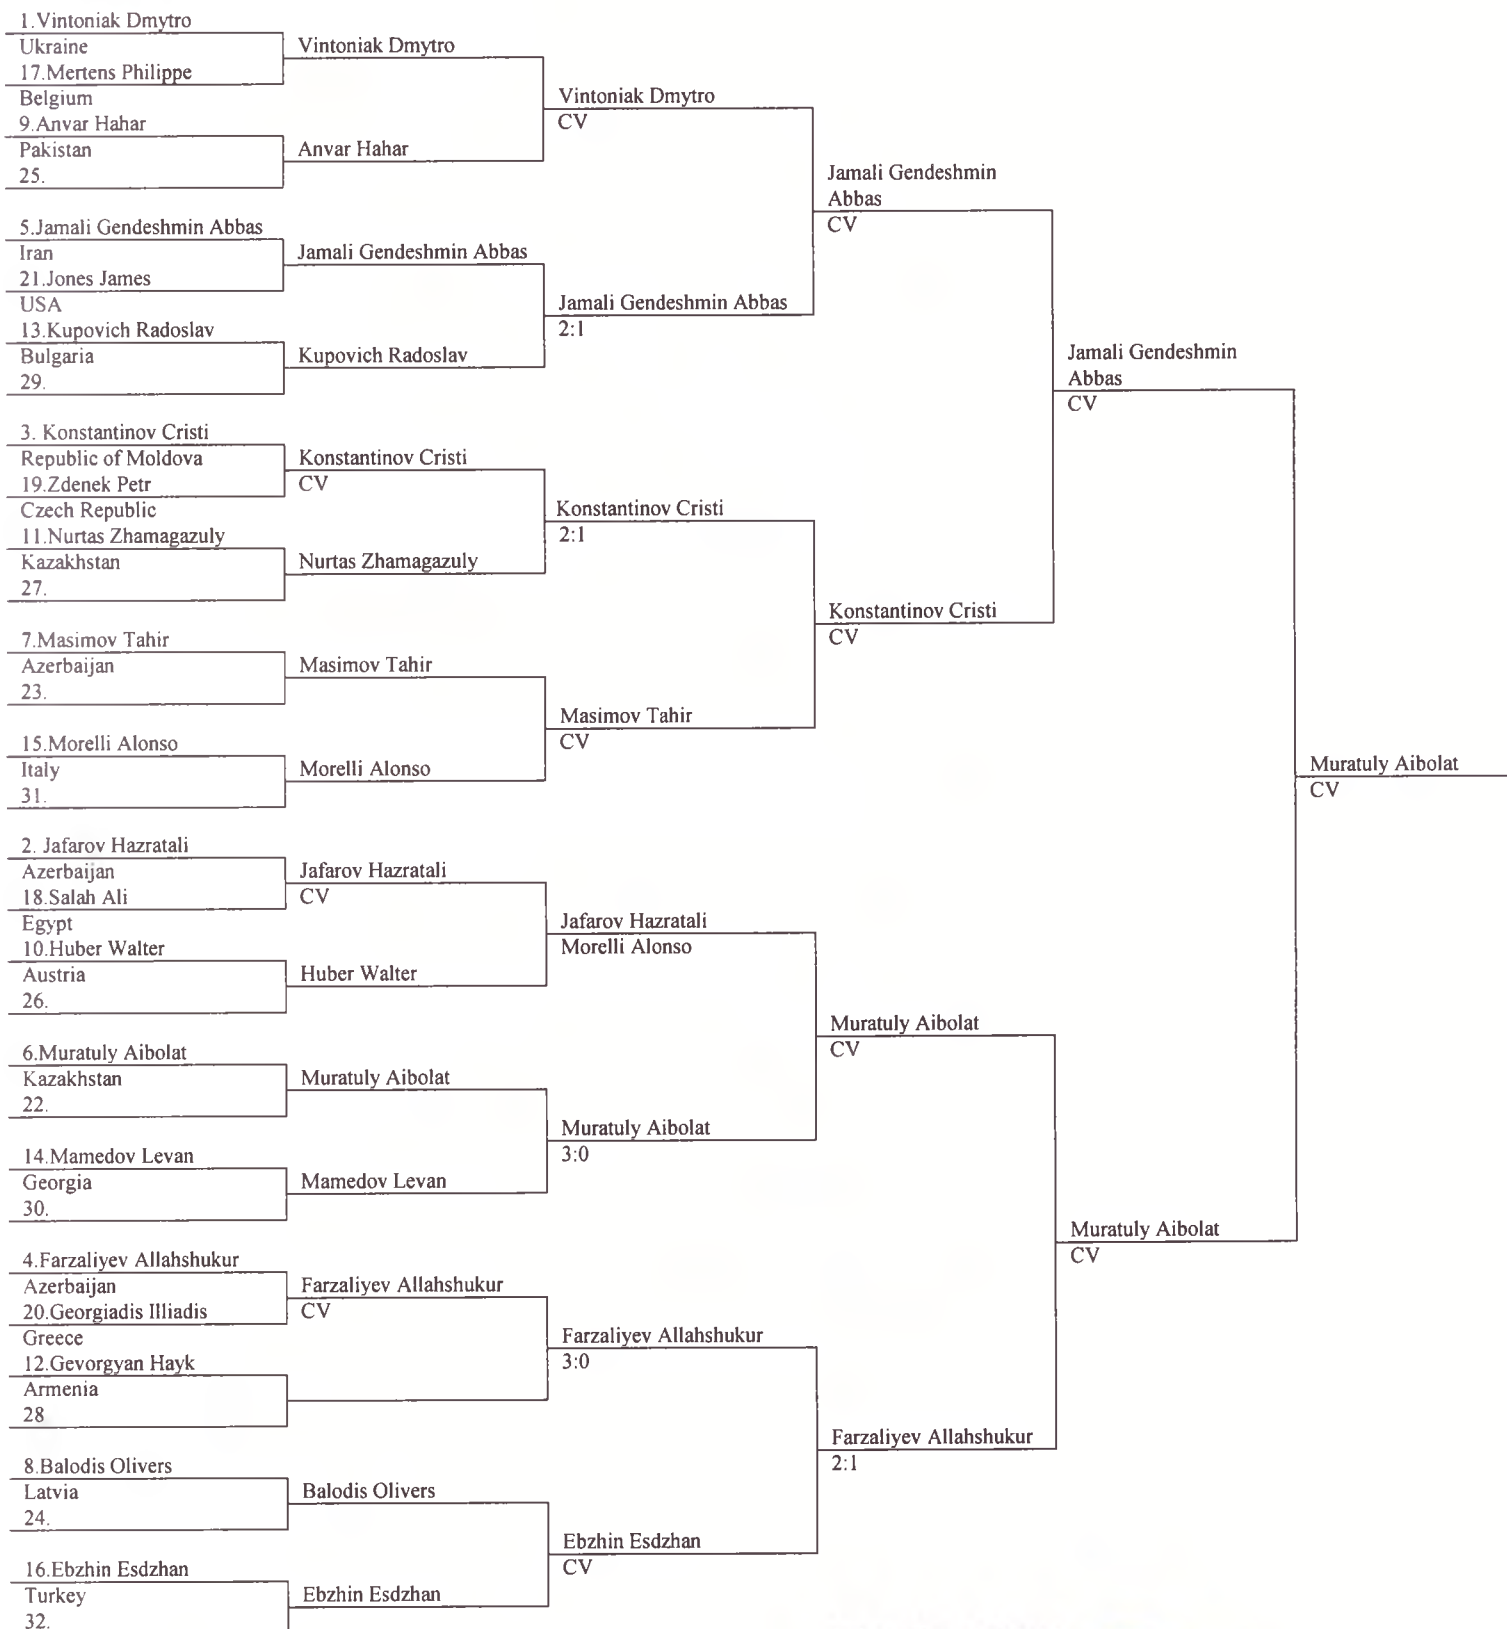 1.Vintoniak Dmytro
Ukraine
17.Mertens Philippe
Belgium
9.Anvar Hahar
Pakistan
25.
5.Jamali Gendeshmin Abbas
Iran
21.Jones James
USA
13.Kupovich Radoslav
Bulgaria
29.
3. Konstantinov Cristi
Republic of Moldova
19.Zdenek Petr
Czech Republic
11.Nurtas Zhamagazuly
Kazakhstan
27.
7.Masimov Tahir
Azerbaijan
23.
15.Morelli Alonso
Italy
31.
2. Jafarov Hazratali
Azerbaijan
18.Salah Ali
Egypt
10.Huber Walter
Austria
26.
6.Muratuly Aibolat
Kazakhstan
22.
14.Mamedov Levan
Georgia
30.
4.Farzaliyev Allahshukur
Azerbaijan
20.Georgiadis Illiadis
Greece
12.Gevorgyan Hayk
Armenia
28
8.Balodis Olivers
Latvia
24.
16.Ebzhin Esdzhan
Turkey
32.
Vintoniak Dmytro
Anvar Hahar
Jamali Gendeshmin Abbas
Kupovich Radoslav
Konstantinov Cristi
CV
Nurtas Zhamagazuly
Masimov Tahir
Morelli Alonso
Jafarov Hazratali
CV
Huber Walter
Muratuly Aibolat
Mamedov Levan
Farzaliyev Allahshukur
CV
Balodis Olivers
Ebzhin Esdzhan
Vintoniak Dmytro
CV
Jamali Gendeshmin Abbas
2:1
Konstantinov Cristi
2:1
Masimov Tahir
CV
Jafarov Hazratali
Morelli Alonso
Muratuly Aibolat
3:0
Farzaliyev Allahshukur
3:0
Ebzhin Esdzhan
CV
Jamali Gendeshmin
Abbas
CV
Konstantinov Cristi
CV
Muratuly Aibolat
CV
Farzaliyev Allahshukur
2:1
Jamali Gendeshmin
Abbas
CV
Muratuly Aibolat
CV
Muratuly Aibolat
CV